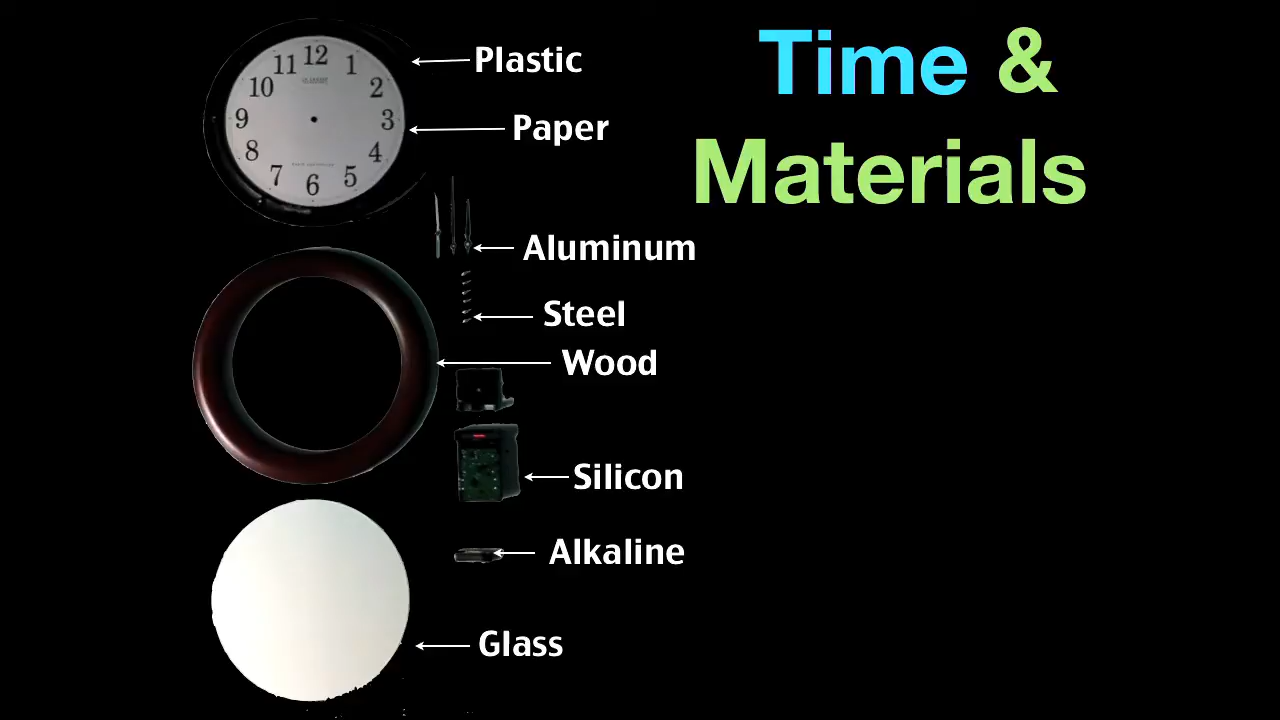 Time &
Materials
Plastic
Paper
Aluminum
Steel
Wood
Silicon
Alkaline
Glass
12
1
2
3
4
5
6
7
8
9
10
11